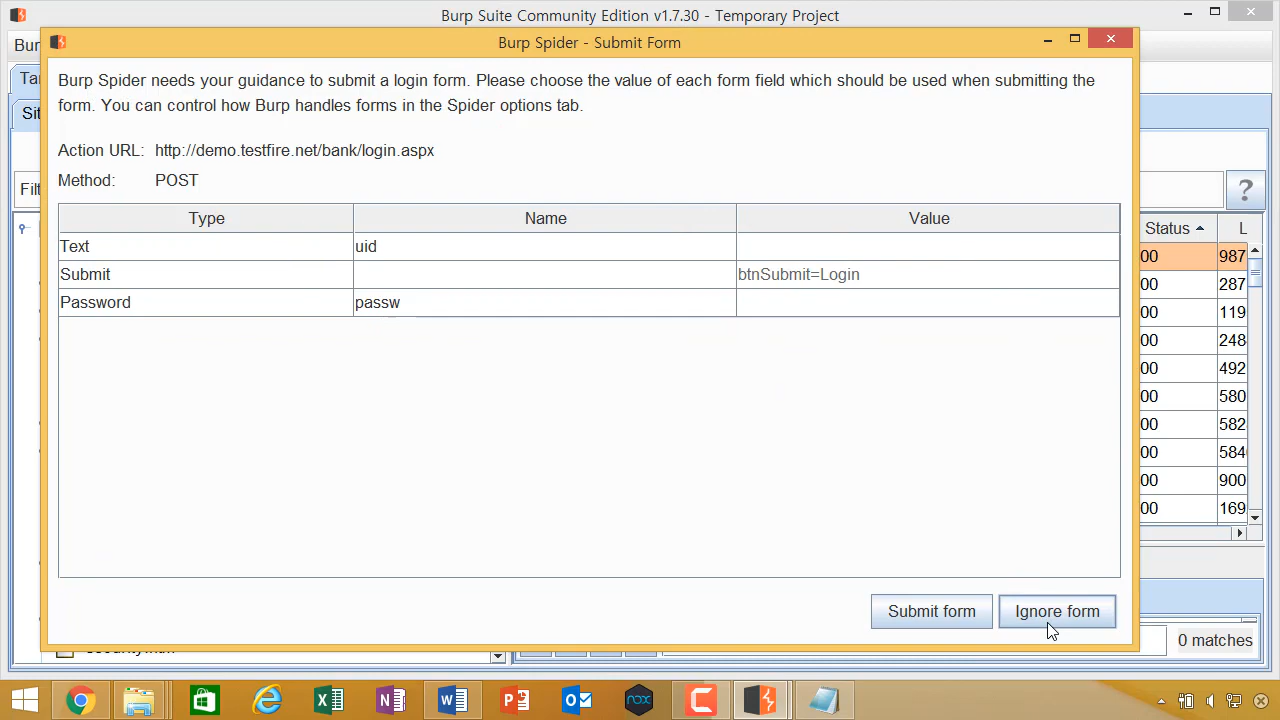 Burp Suite Community Edition v1.7.30 - Temporary Project
Bur
Burp Spider - Submit Form
Burp Spider needs your guidance to submit a login form. Please choose the value of each form field which should be used when submitting the
form. You can control how Burp handles forms in the Spider options tab.
Action URL: http://demo.testfire.net/bank/login.aspx
Method: POST
Type Name Value
Text uid
Submit btnSubmit=Login
Password passw
Submit form Ignore form
Ta
Sit
Filt
?
Status L
00 987
00 287
00 119
00 248
00 492
00 580
00 582
00 584
00 900
00 169
0 matches